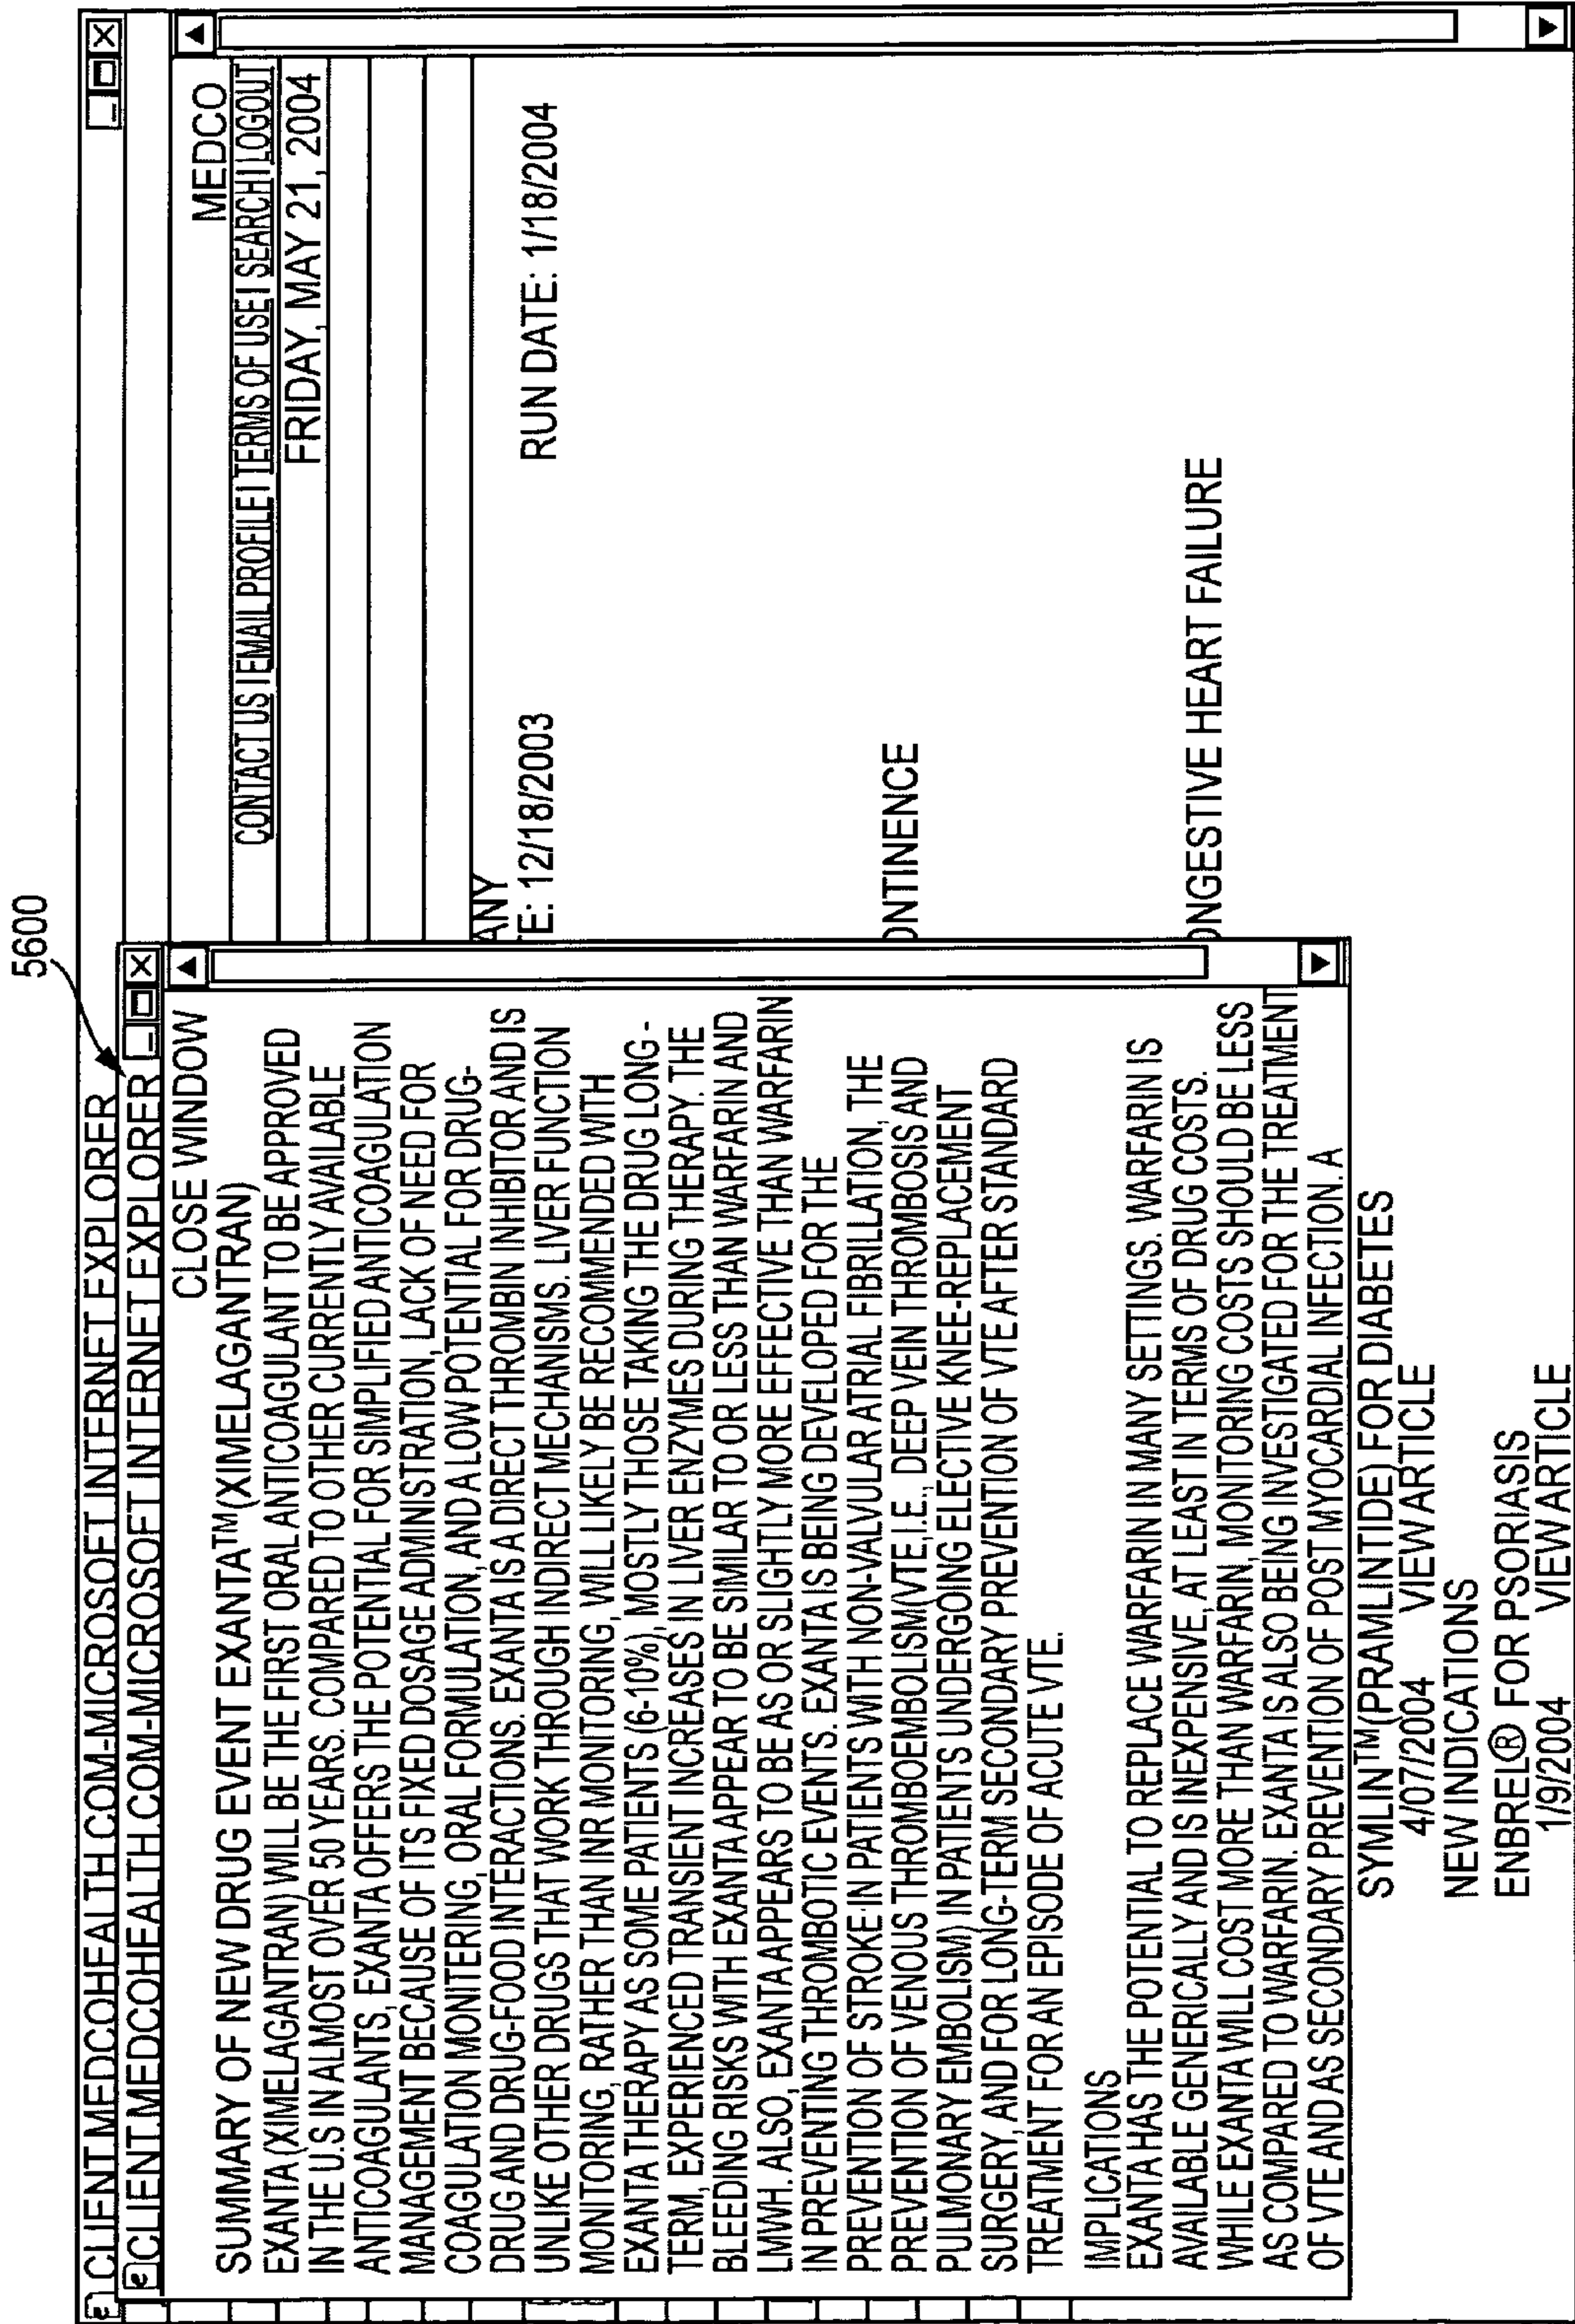 5600
CLIENT.MEDCOHEALTH.COM-MICROSOFT INTERNET EXPLORER
CLIENT.MEDCOHEALTH.COM-MICROSOFT INTERNET EXPLORER
CLOSE WINDOW
SUMMARY OF NEW DRUG EVENT EXANTA™(XIMELAGANTRAN)
EXANTA (XIMELAGANTRAN) WILL BE THE FIRST ORAL ANTICOAGULANT TO BE APPROVED
IN THE U.S IN ALMOST OVER 50 YEARS. COMPARED TO OTHER CURRENTLY AVAILABLE
ANTICOAGULANTS, EXANTA OFFERS THE POTENTIAL FOR SIMPLIFIED ANTICOAGULATION
MANAGEMENT BECAUSE OF ITS FIXED DOSAGE ADMINISTRATION, LACK OF NEED FOR
COAGULATION MONITERING, ORAL FORMULATION, AND A LOW POTENTIAL FOR DRUG-
DRUG AND DRUG-FOOD INTERACTIONS. EXANTA IS A DIRECT THROMBIN INHIBITOR AND IS
UNLIKE OTHER DRUGS THAT WORK THROUGH INDIRECT MECHANISMS. LIVER FUNCTION
MONITORING, RATHER THAN INR MONITORING, WILL LIKELY BE RECOMMENDED WITH
EXANTA THERAPY AS SOME PATIENTS (6-10%), MOSTLY THOSE TAKING THE DRUG LONG -
TERM, EXPERIENCED TRANSIENT INCREASES IN LIVER ENZYMES DURING THERAPY. THE
BLEEDING RISKS WITH EXANTA APPEAR TO BE SIMILAR TO OR LESS THAN WARFARIN AND
LMWH. ALSO, EXANTA APPEARS TO BE AS OR SLIGHTLY MORE EFFECTIVE THAN WARFARIN
IN PREVENTING THROMBOTIC EVENTS. EXANTA IS BEING DEVELOPED FOR THE
PREVENTION OF STROKE IN PATIENTS WITH NON-VALVULAR ATRIAL FIBRILLATION, THE
PREVENTION OF VENOUS THROMBOEMBOLISM(VTE,I.E., DEEP VEIN THROMBOSIS AND
PULMONARY EMBOLISM) IN PATIENTS UNDERGOING ELECTIVE KNEE-REPLACEMENT
SURGERY, AND FOR LONG-TERM SECONDARY PREVENTION OF VTE AFTER STANDARD
TREATMENT FOR AN EPISODE OF ACUTE VTE.
IMPLICATIONS
EXANTA HAS THE POTENTIAL TO REPLACE WARFARIN IN MANY SETTINGS. WARFARIN IS
AVAILABLE GENERICALLY AND IS INEXPENSIVE, AT LEAST IN TERMS OF DRUG COSTS.
WHILE EXANTA WILL COST MORE THAN WARFARIN, MONITORING COSTS SHOULD BE LESS
AS COMPARED TO WARFARIN. EXANTA IS ALSO BEING INVESTIGATED FOR THE TREATMENT
OF VTE AND AS SECONDARY PREVENTION OF POST MYOCARDIAL INFECTION. A
MEDCO
CONTACT US | EMAIL PROFILE | TERMS OF USE | SEARCH | LOGOUT
FRIDAY, MAY 21, 2004
ANY
TE: 12/18/2003 RUN DATE: 1/18/2004
ONTINENCE
ONGESTIVE HEART FAILURE
SYMLIN™(PRAMLINTIDE) FOR DIABETES
4/07/2004 VIEW ARTICLE
NEW INDICATIONS
ENBREL® FOR PSORIASIS
1/9/2004 VIEW ARTICLE